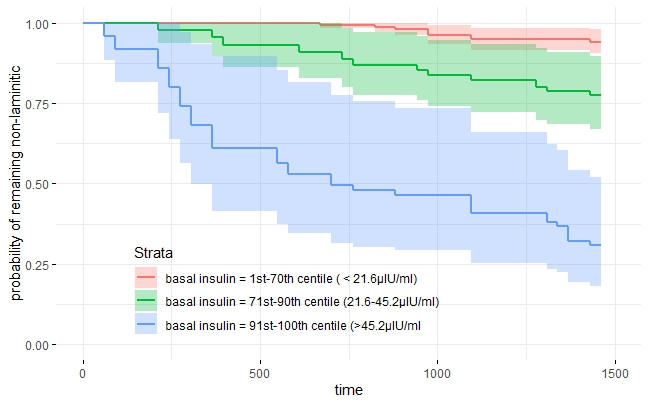 probability of remaining non-laminitic
1.00
0.75
0.50
0.25
0.00
Strata
basal insulin = 1st-70th centile ( < 21.6µIU/ml)
basal insulin = 71st-90th centile (21.6-45.2µIU/ml)
basal insulin = 91st-100th centile (>45.2µIU/ml
0 500 1000 1500
time